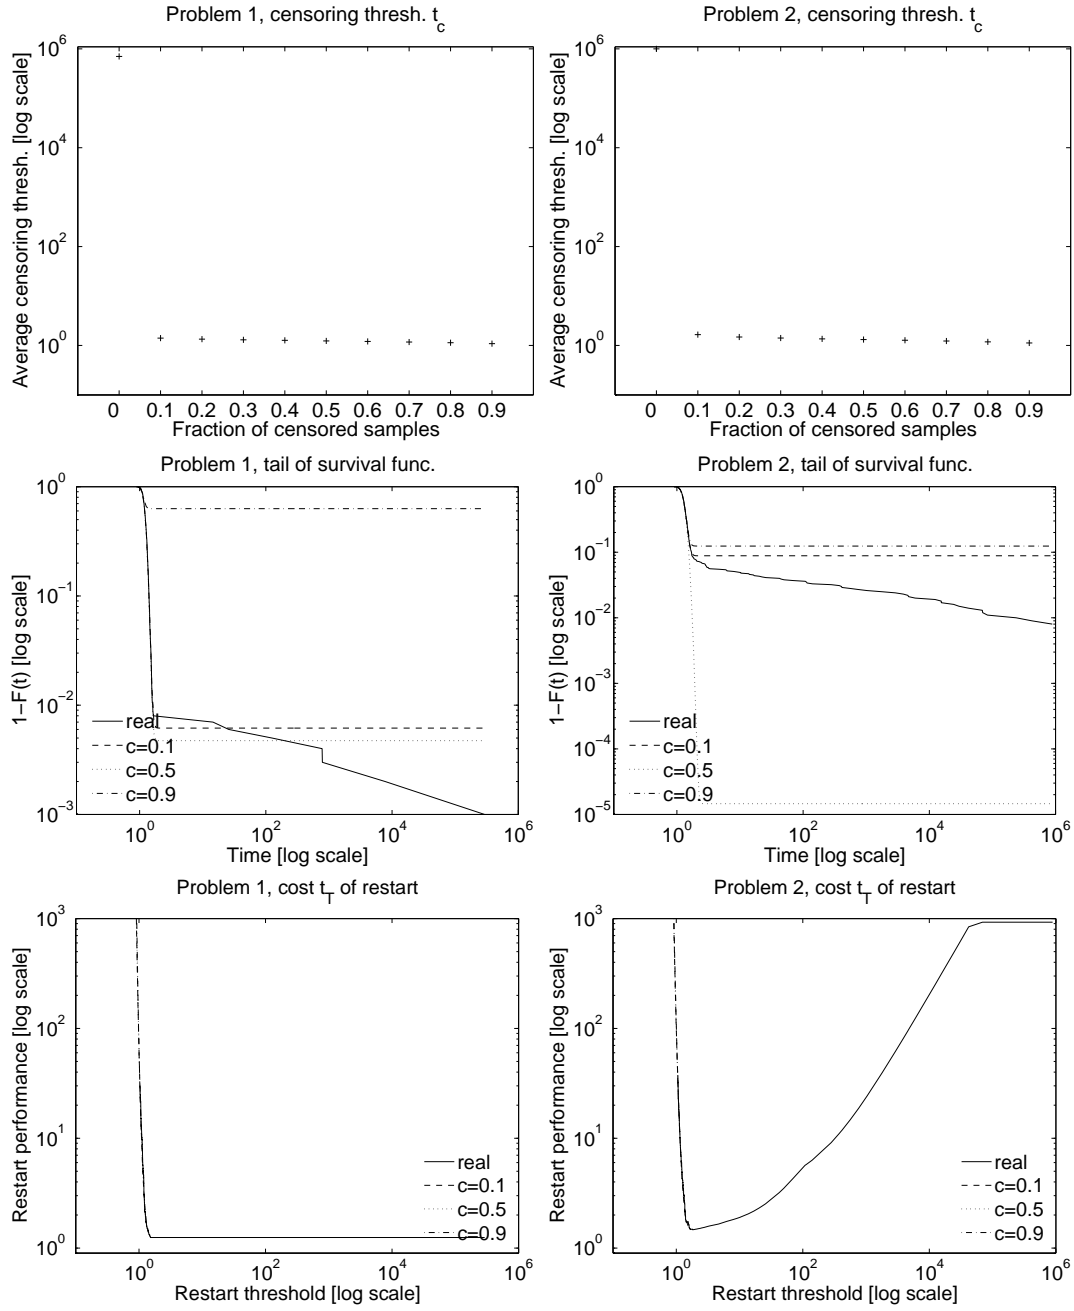 Problem 1, censoring thresh. t_c
Average censoring thresh. [log scale]
10^6
10^4
10^2
10^0
0 0.1 0.2 0.3 0.4 0.5 0.6 0.7 0.8 0.9
Fraction of censored samples
Problem 2, censoring thresh. t_c
Average censoring thresh. [log scale]
10^6
10^4
10^2
10^0
0 0.1 0.2 0.3 0.4 0.5 0.6 0.7 0.8 0.9
Fraction of censored samples
Problem 1, tail of survival func.
1−F(t) [log scale]
10^0
10^−1
10^−2
10^−3
real
c=0.1
c=0.5
c=0.9
10^0 10^2 10^4 10^6
Time [log scale]
Problem 2, tail of survival func.
1−F(t) [log scale]
10^0
10^−1
10^−2
10^−3
10^−4
10^−5
real
c=0.1
c=0.5
c=0.9
10^0 10^2 10^4 10^6
Time [log scale]
Problem 1, cost t_T of restart
Restart performance [log scale]
10^3
10^2
10^1
10^0
real
c=0.1
c=0.5
c=0.9
10^0 10^2 10^4 10^6
Restart threshold [log scale]
Problem 2, cost t_T of restart
Restart performance [log scale]
10^3
10^2
10^1
10^0
real
c=0.1
c=0.5
c=0.9
10^0 10^2 10^4 10^6
Restart threshold [log scale]